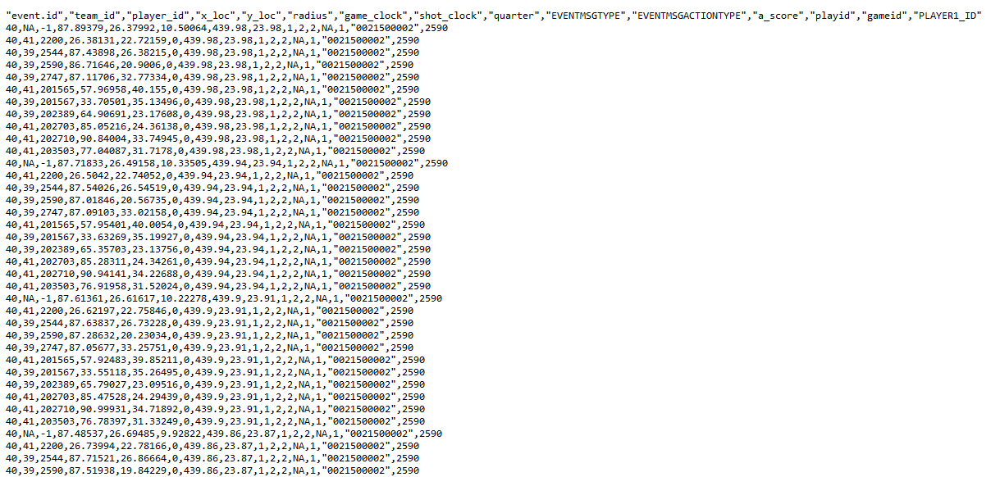 "event.id","team_id","player_id","x_loc","y_loc","radius","game_clock","shot_clock","quarter","EVENTMSGTYPE","EVENTMSGACTIONTYPE","a_score","playid","gameid","PLAYER1_ID"
40,NA,-1,87.89379,26.37992,10.50064,439.98,23.98,1,2,2,NA,1,"0021500002",2590
40,41,2200,26.38131,22.72159,0,439.98,23.98,1,2,2,NA,1,"0021500002",2590
40,39,2544,87.43898,26.38215,0,439.98,23.98,1,2,2,NA,1,"0021500002",2590
40,39,2590,86.71646,20.9006,0,439.98,23.98,1,2,2,NA,1,"0021500002",2590
40,39,2747,87.11706,32.77334,0,439.98,23.98,1,2,2,NA,1,"0021500002",2590
40,41,201565,57.96958,40.155,0,439.98,23.98,1,2,2,NA,1,"0021500002",2590
40,39,201567,33.70501,35.13496,0,439.98,23.98,1,2,2,NA,1,"0021500002",2590
40,39,202389,64.90691,23.17608,0,439.98,23.98,1,2,2,NA,1,"0021500002",2590
40,41,202703,85.05216,24.36138,0,439.98,23.98,1,2,2,NA,1,"0021500002",2590
40,41,202710,90.84004,33.74945,0,439.98,23.98,1,2,2,NA,1,"0021500002",2590
40,41,203503,77.04087,31.7178,0,439.98,23.98,1,2,2,NA,1,"0021500002",2590
40,NA,-1,87.71833,26.49158,10.33505,439.94,23.94,1,2,2,NA,1,"0021500002",2590
40,41,2200,26.5042,22.74052,0,439.94,23.94,1,2,2,NA,1,"0021500002",2590
40,39,2544,87.54026,26.54519,0,439.94,23.94,1,2,2,NA,1,"0021500002",2590
40,39,2590,87.01846,20.56735,0,439.94,23.94,1,2,2,NA,1,"0021500002",2590
40,39,2747,87.09103,33.02158,0,439.94,23.94,1,2,2,NA,1,"0021500002",2590
40,41,201565,57.95401,40.0054,0,439.94,23.94,1,2,2,NA,1,"0021500002",2590
40,39,201567,33.63269,35.19927,0,439.94,23.94,1,2,2,NA,1,"0021500002",2590
40,39,202389,65.35703,23.13756,0,439.94,23.94,1,2,2,NA,1,"0021500002",2590
40,41,202703,85.28311,24.34261,0,439.94,23.94,1,2,2,NA,1,"0021500002",2590
40,41,202710,90.94141,34.22688,0,439.94,23.94,1,2,2,NA,1,"0021500002",2590
40,41,203503,76.91958,31.52024,0,439.94,23.94,1,2,2,NA,1,"0021500002",2590
40,NA,-1,87.61361,26.61617,10.22278,439.9,23.91,1,2,2,NA,1,"0021500002",2590
40,41,2200,26.62197,22.75846,0,439.9,23.91,1,2,2,NA,1,"0021500002",2590
40,39,2544,87.63837,26.73228,0,439.9,23.91,1,2,2,NA,1,"0021500002",2590
40,39,2590,87.28632,20.23034,0,439.9,23.91,1,2,2,NA,1,"0021500002",2590
40,39,2747,87.05677,33.25751,0,439.9,23.91,1,2,2,NA,1,"0021500002",2590
40,41,201565,57.92483,39.85211,0,439.9,23.91,1,2,2,NA,1,"0021500002",2590
40,39,201567,33.55118,35.26495,0,439.9,23.91,1,2,2,NA,1,"0021500002",2590
40,39,202389,65.79027,23.09516,0,439.9,23.91,1,2,2,NA,1,"0021500002",2590
40,41,202703,85.47528,24.29439,0,439.9,23.91,1,2,2,NA,1,"0021500002",2590
40,41,202710,90.99931,34.71892,0,439.9,23.91,1,2,2,NA,1,"0021500002",2590
40,41,203503,76.78397,31.33249,0,439.9,23.91,1,2,2,NA,1,"0021500002",2590
40,NA,-1,87.48537,26.69485,9.92822,439.86,23.87,1,2,2,NA,1,"0021500002",2590
40,41,2200,26.73994,22.78166,0,439.86,23.87,1,2,2,NA,1,"0021500002",2590
40,39,2544,87.71521,26.86664,0,439.86,23.87,1,2,2,NA,1,"0021500002",2590
40,39,2590,87.51938,19.84229,0,439.86,23.87,1,2,2,NA,1,"0021500002",2590